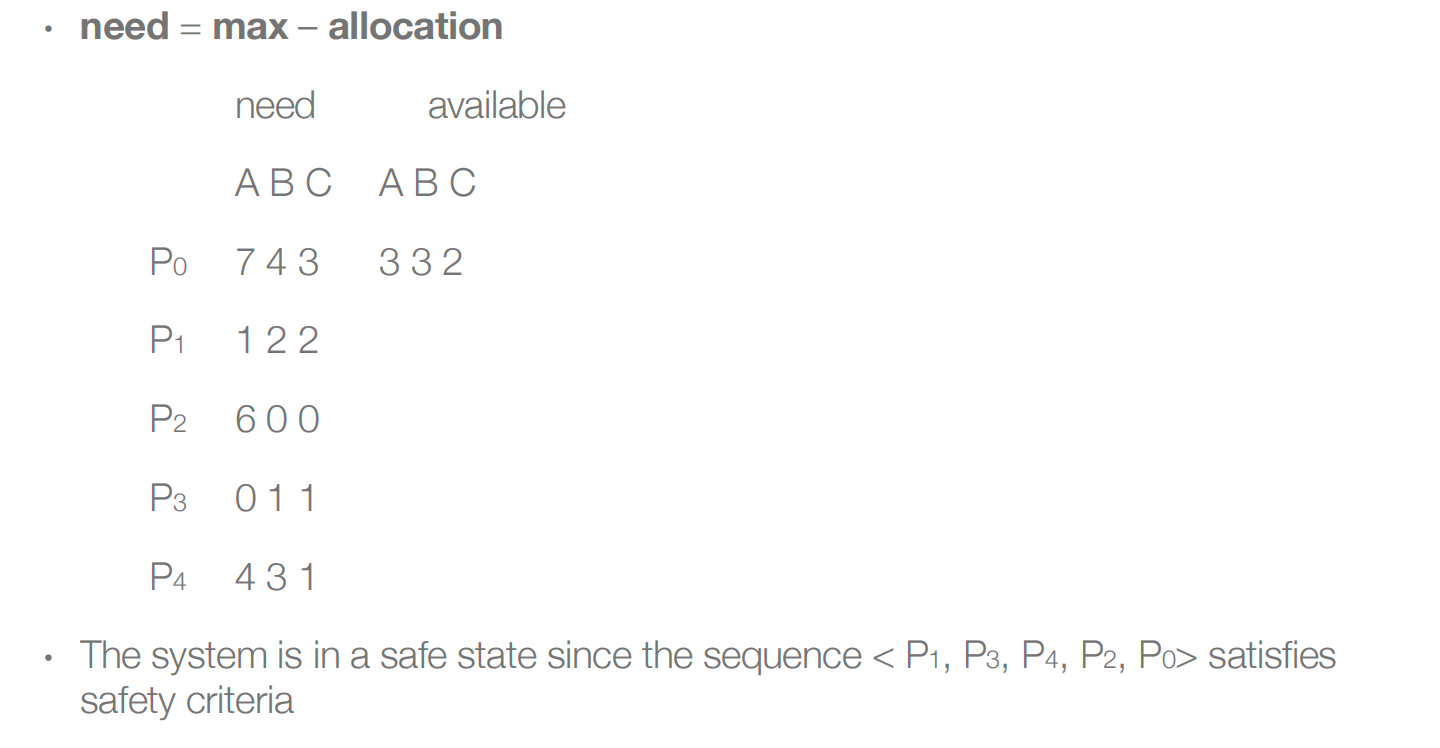 • need = max – allocation
need available
A B C A B C
P0 7 4 3 3 3 2
P1 1 2 2
P2 6 0 0
P3 0 1 1
P4 4 3 1
• The system is in a safe state since the sequence < P1, P3, P4, P2, P0> satisfies
safety criteria